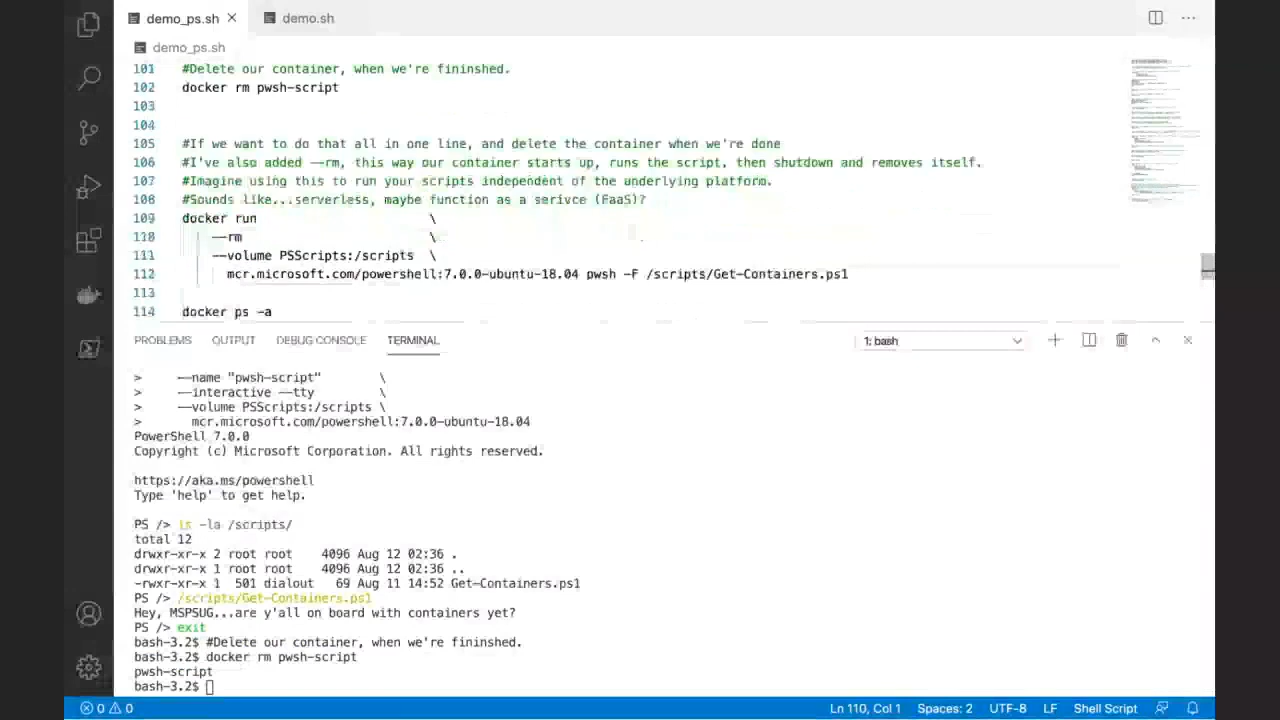 demo_ps.sh
demo.sh
demo_ps.sh
101 #Delete our container, when we're fininshed.
102 docker rm pwsh-script
103
104
105 #If we want to do that all in one line, and delete the container when we're done
106 #I've also added --rm, this way the container starts up, runs the script, then shutdown and removes itself.
107 #Imagine using this to run your scripts independent of the underlying platform.
108 #Sounds like...serverless, maybe function as a serivce (FaaS)?
109 docker run \
110 --rm \
111 --volume PSScripts:/scripts \
112 mcr.microsoft.com/powershell:7.0.0-ubuntu-18.04 pwsh -F /scripts/Get-Containers.ps1
113
114 docker ps -a
PROBLEMS OUTPUT DEBUG CONSOLE TERMINAL 1: bash
> --name "pwsh-script" \
> --interactive --tty \
> --volume PSScripts:/scripts \
> mcr.microsoft.com/powershell:7.0.0-ubuntu-18.04
PowerShell 7.0.0
Copyright (c) Microsoft Corporation. All rights reserved.
https://aka.ms/powershell
Type 'help' to get help.
PS /> ls -la /scripts/
total 12
drwxr-xr-x 2 root root 4096 Aug 12 02:36 .
drwxr-xr-x 1 root root 4096 Aug 12 02:36 ..
-rwxr-xr-x 1 501 dialout 69 Aug 11 14:52 Get-Containers.ps1
PS /> /scripts/Get-Containers.ps1
Hey, MSPSUG...are y'all on board with containers yet?
PS /> exit
bash-3.2$ #Delete our container, when we're fininshed.
bash-3.2$ docker rm pwsh-script
pwsh-script
bash-3.2$
0 0 Ln 110, Col 1 Spaces: 2 UTF-8 LF Shell Script